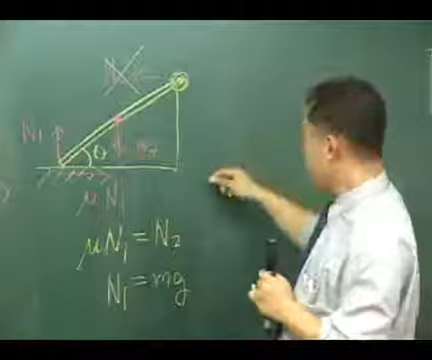 N₁
θ
mg
μN₁
μN₁ = N₂
N₁ = mg